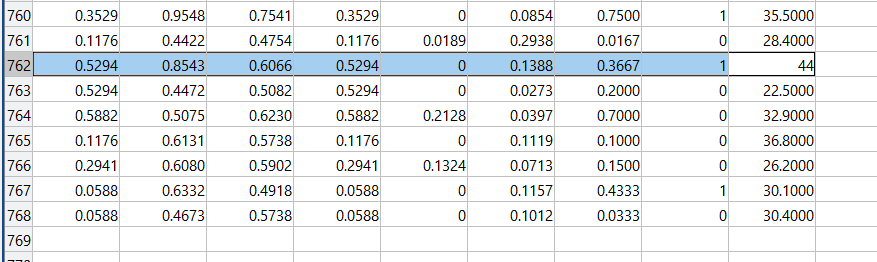 760 0.3529 0.9548 0.7541 0.3529 0 0.0854 0.7500 1 35.5000
761 0.1176 0.4422 0.4754 0.1176 0.0189 0.2938 0.0167 0 28.4000
762 0.5294 0.8543 0.6066 0.5294 0 0.1388 0.3667 1 44
763 0.5294 0.4472 0.5082 0.5294 0 0.0273 0.2000 0 22.5000
764 0.5882 0.5075 0.6230 0.5882 0.2128 0.0397 0.7000 0 32.9000
765 0.1176 0.6131 0.5738 0.1176 0 0.1119 0.1000 0 36.8000
766 0.2941 0.6080 0.5902 0.2941 0.1324 0.0713 0.1500 0 26.2000
767 0.0588 0.6332 0.4918 0.0588 0 0.1157 0.4333 1 30.1000
768 0.0588 0.4673 0.5738 0.0588 0 0.1012 0.0333 0 30.4000
769